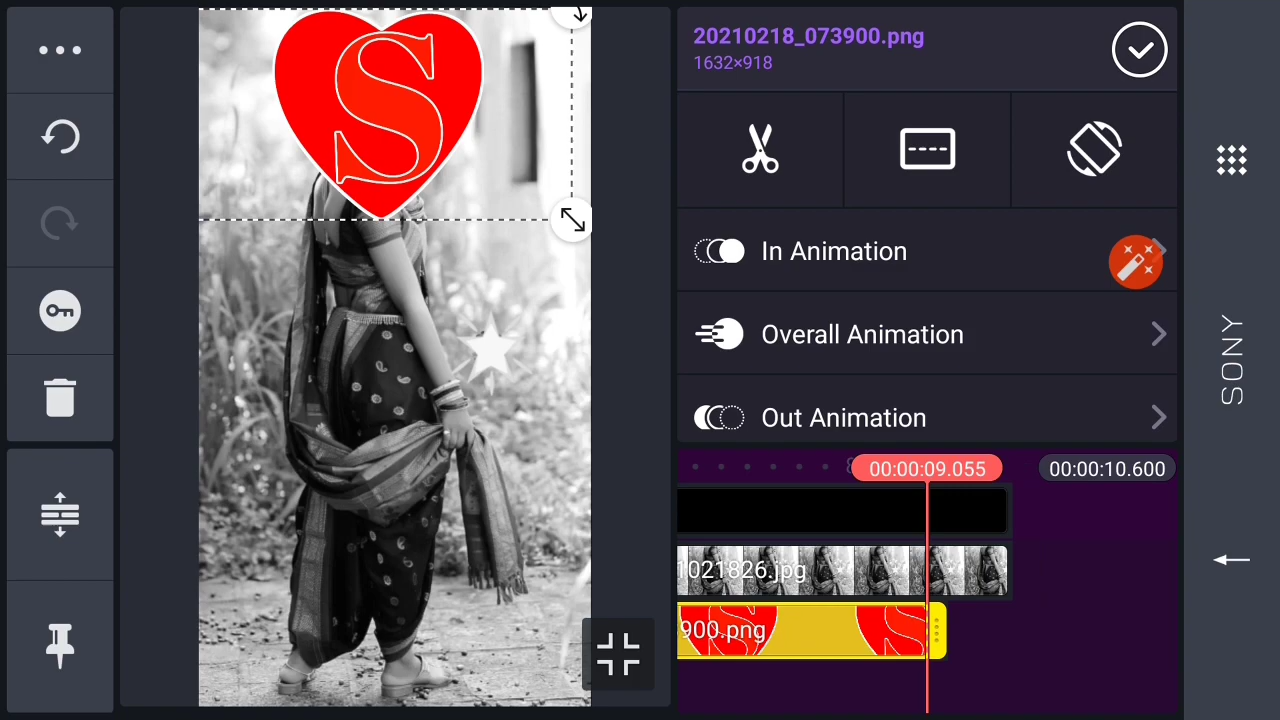 20210218_073900.png
1632×918
S
In Animation
Overall Animation
Out Animation
00:00:09.055
00:00:10.600
1021826.jpg
900.png
SONY